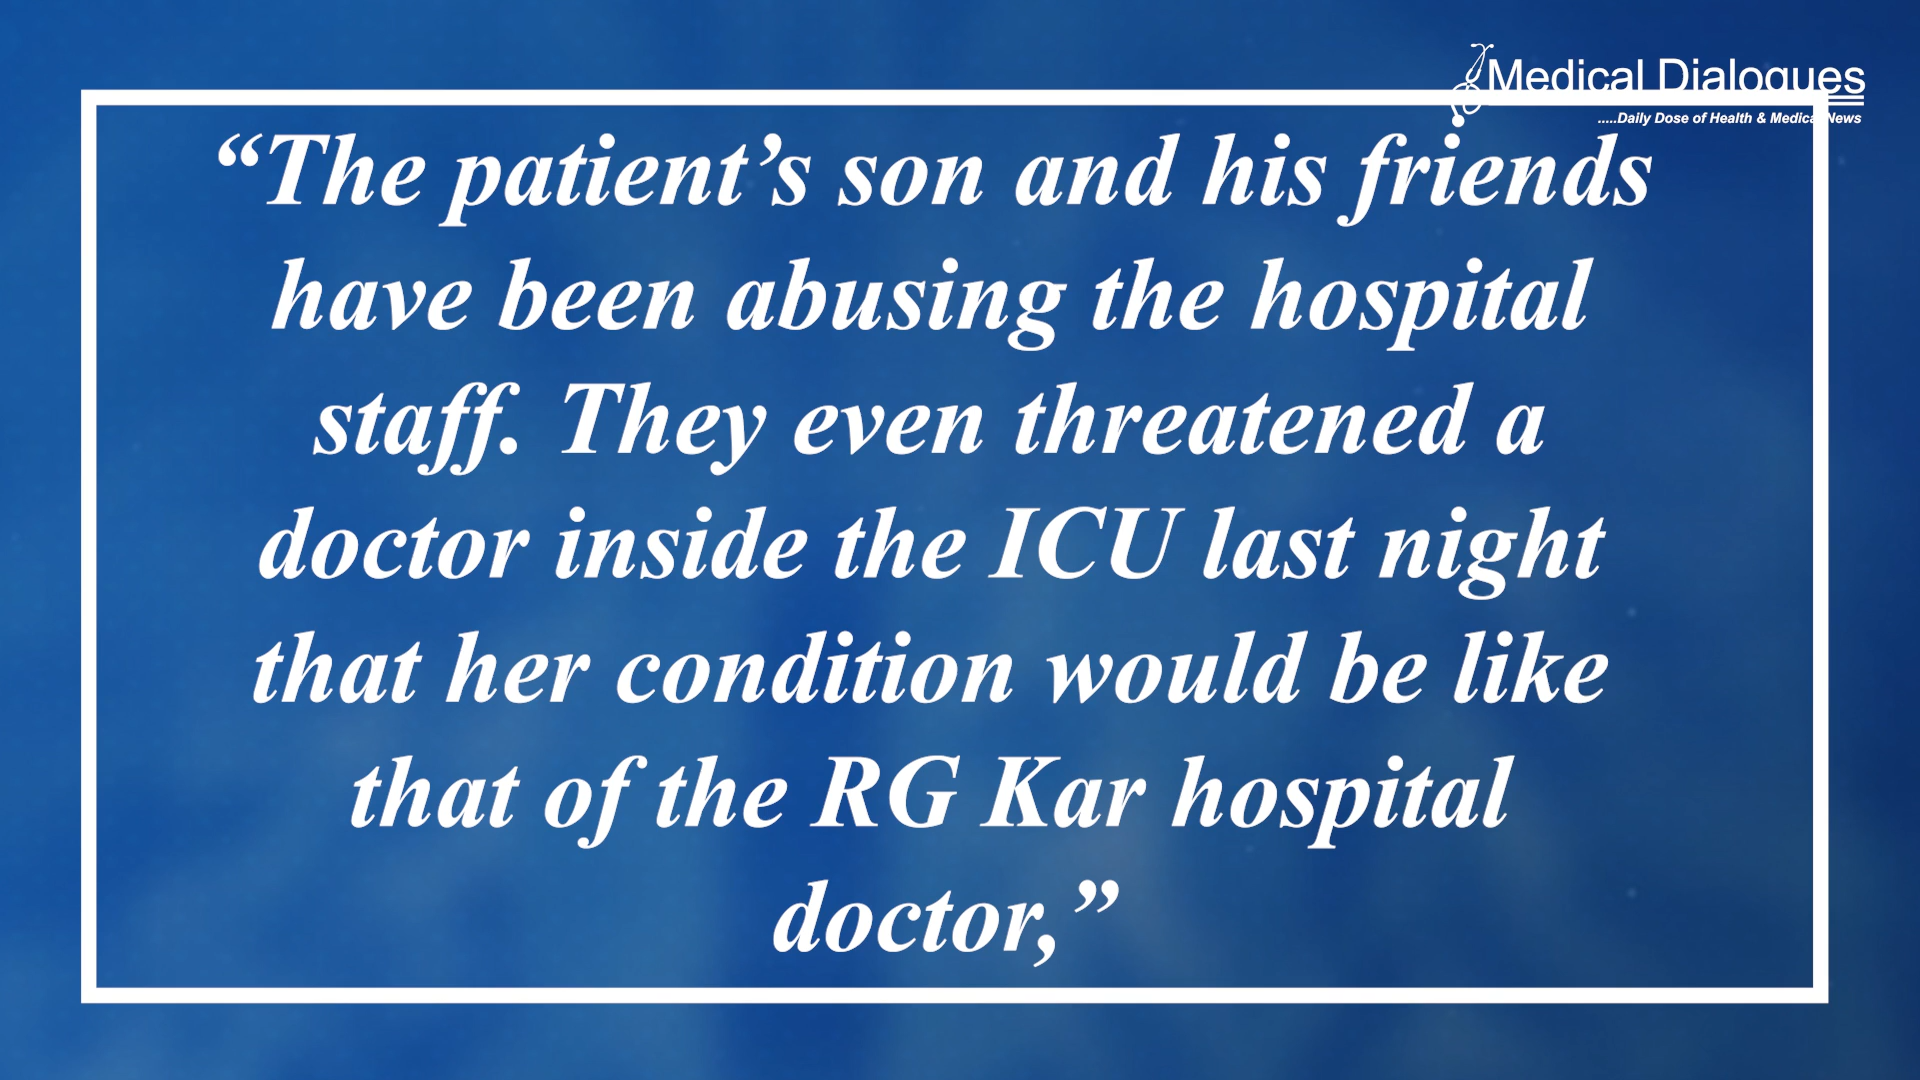 Medical Dialogues
.....Daily Dose of Health & Medical News
“The patient’s son and his friends
have been abusing the hospital
staff. They even threatened a
doctor inside the ICU last night
that her condition would be like
that of the RG Kar hospital
doctor,”